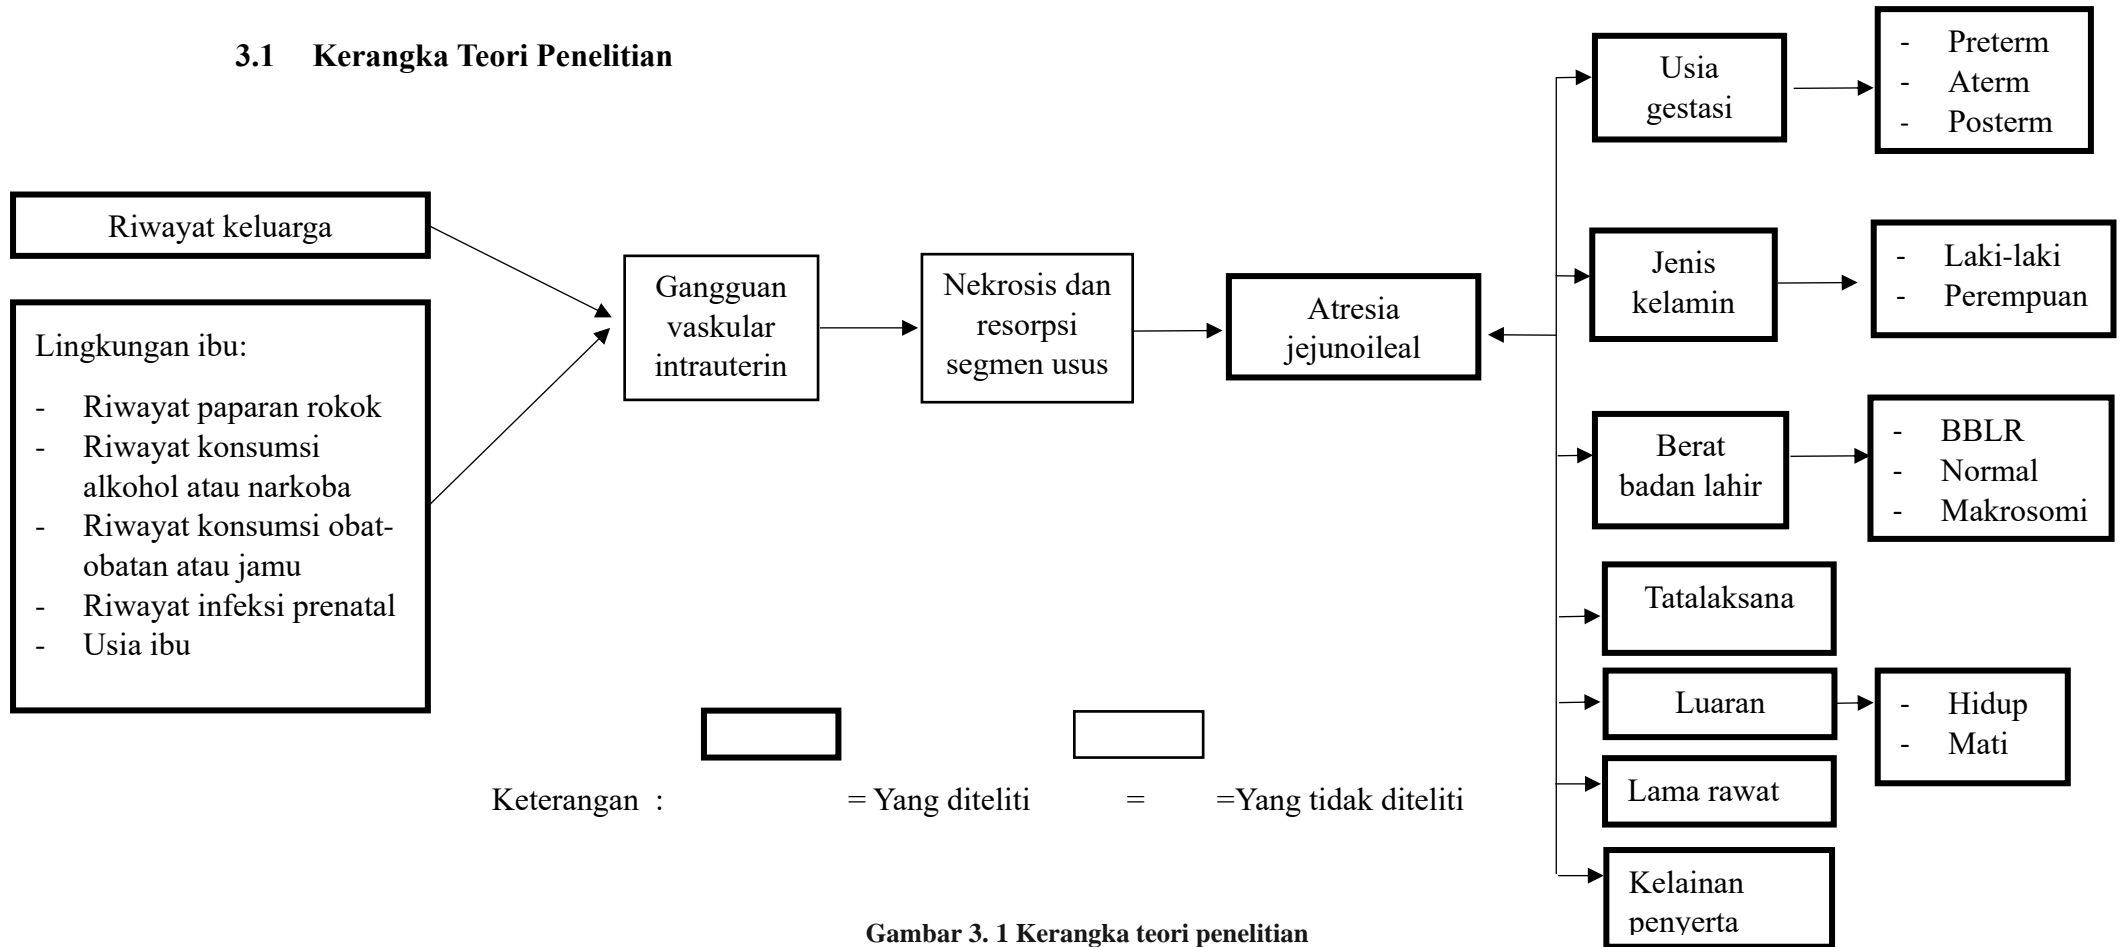 3.1 Kerangka Teori Penelitian
Riwayat keluarga
Lingkungan ibu:
- Riwayat paparan rokok
- Riwayat konsumsi
alkohol atau narkoba
- Riwayat konsumsi obat-
obatan atau jamu
- Riwayat infeksi prenatal
- Usia ibu
Gangguan
vaskular
intrauterin
Nekrosis dan
resorpsi
segmen usus
Atresia
jejunoileal
Usia
gestasi
- Preterm
- Aterm
- Posterm
Jenis
kelamin
- Laki-laki
- Perempuan
Berat
badan lahir
- BBLR
- Normal
- Makrosomi
Tatalaksana
Luaran
- Hidup
- Mati
Lama rawat
Kelainan
penyerta
Keterangan : = Yang diteliti = =Yang tidak diteliti
Gambar 3. 1 Kerangka teori penelitian